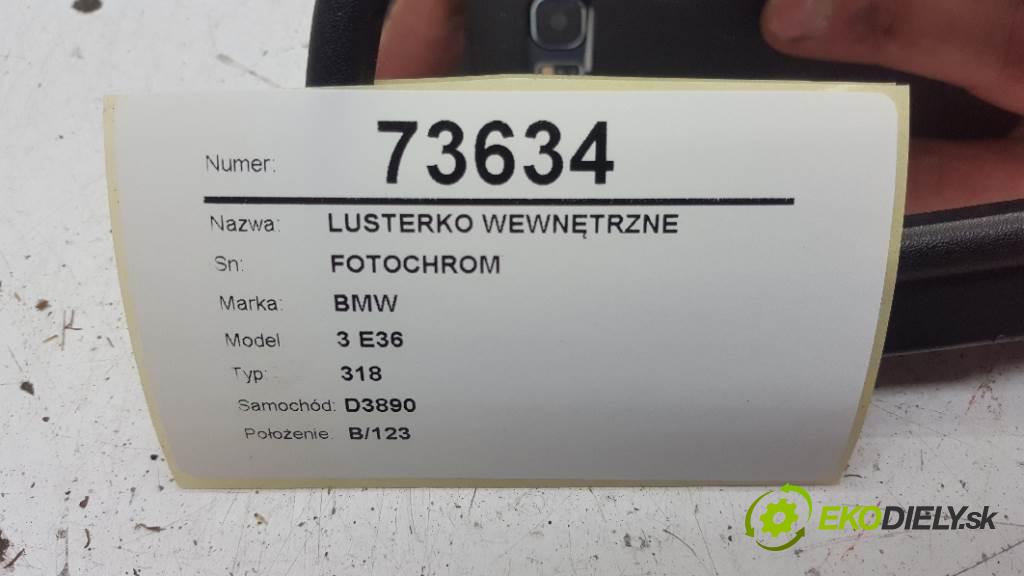 Numer: 73634
Nazwa: LUSTERKO WEWNĘTRZNE
Sn: FOTOCHROM
Marka: BMW
Model 3 E36
Typ: 318
Samochód: D3890
Położenie: B/123
EKODIELY.sk